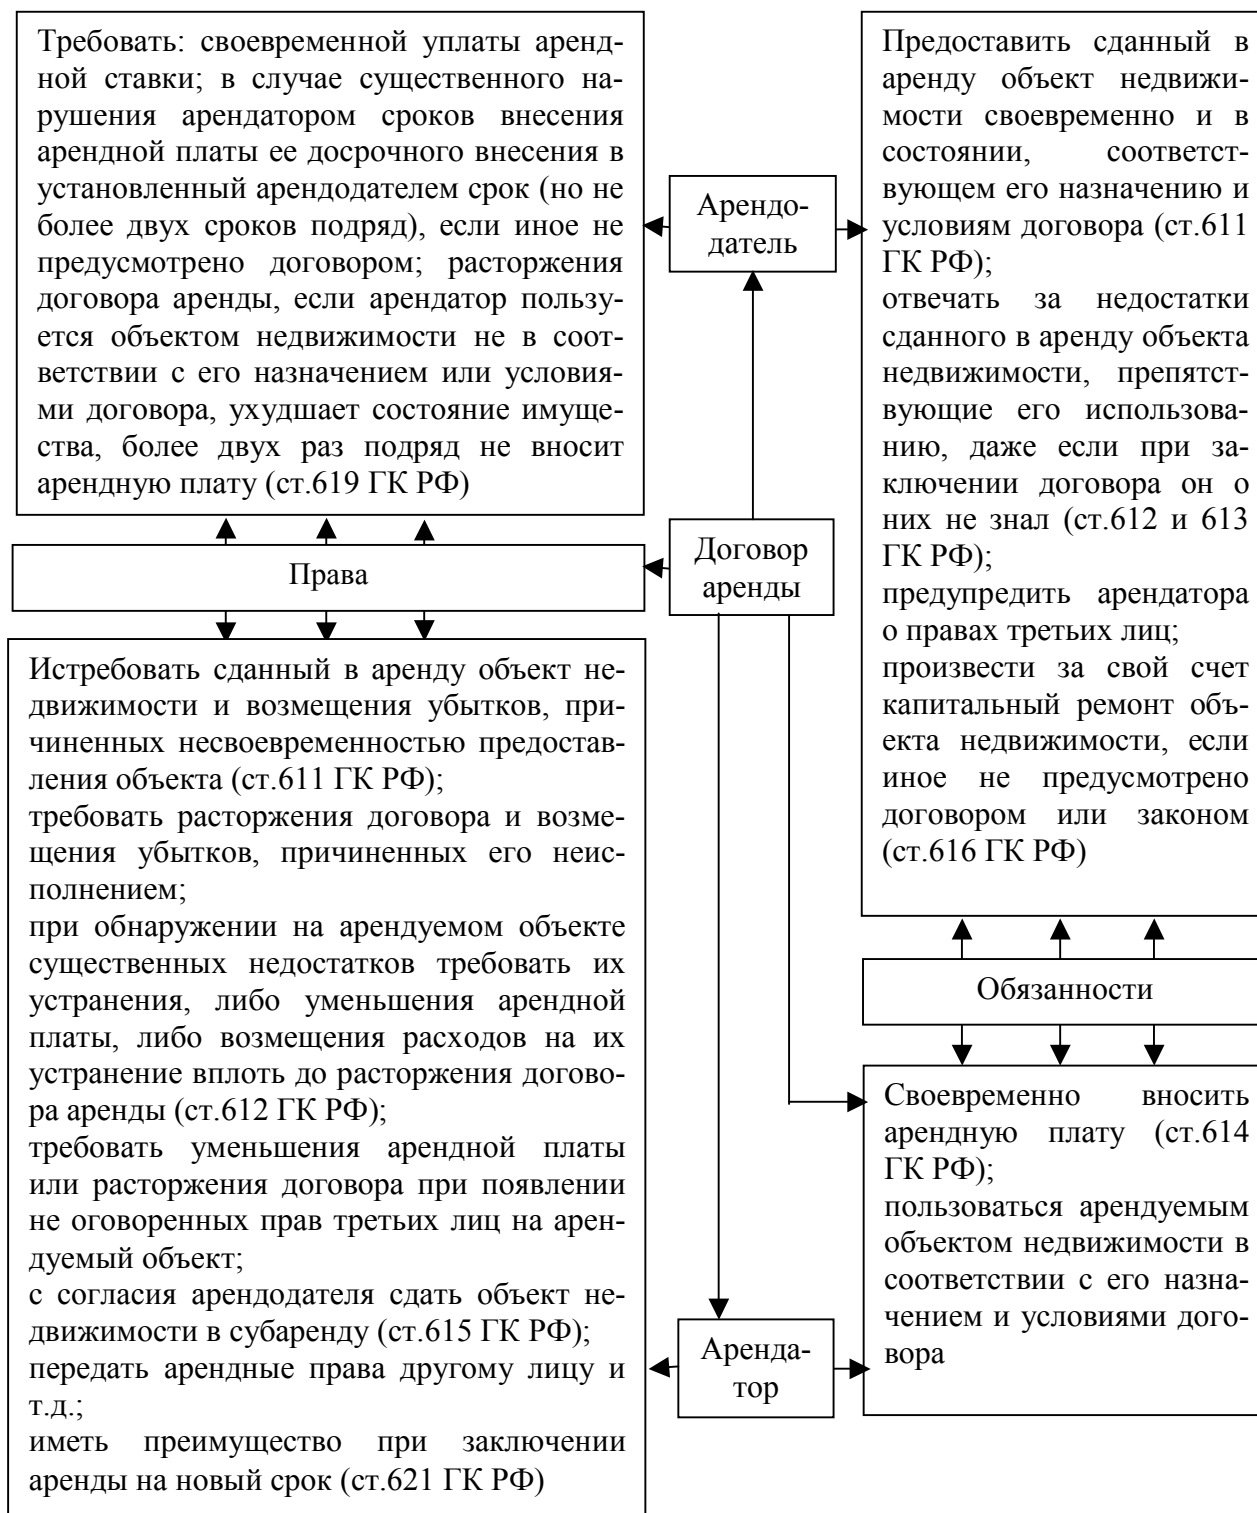 Требовать: своевременной уплаты аренд-
ной ставки; в случае существенного на-
рушения арендатором сроков внесения
арендной платы ее досрочного внесения в
установленный арендодателем срок (но не
более двух сроков подряд), если иное не
предусмотрено договором; расторжения
договора аренды, если арендатор пользу-
ется объектом недвижимости не в соот-
ветствии с его назначением или условия-
ми договора, ухудшает состояние имуще-
ства, более двух раз подряд не вносит
арендную плату (ст.619 ГК РФ)
Арендо-
датель
Предоставить сданный в
аренду объект недвижи-
мости своевременно и в
состоянии, соответст-
вующем его назначению и
условиям договора (ст.611
ГК РФ);
отвечать за недостатки
сданного в аренду объекта
недвижимости, препятст-
вующие его использова-
нию, даже если при за-
ключении договора он о
них не знал (ст.612 и 613
ГК РФ);
предупредить арендатора
о правах третьих лиц;
произвести за свой счет
капитальный ремонт объ-
екта недвижимости, если
иное не предусмотрено
договором или законом
(ст.616 ГК РФ)
Права
Договор
аренды
Истребовать сданный в аренду объект не-
движимости и возмещения убытков, при-
чиненных несвоевременностью предостав-
ления объекта (ст.611 ГК РФ);
требовать расторжения договора и возме-
щения убытков, причиненных его неис-
полнением;
при обнаружении на арендуемом объекте
существенных недостатков требовать их
устранения, либо уменьшения арендной
платы, либо возмещения расходов на их
устранение вплоть до расторжения догово-
ра аренды (ст.612 ГК РФ);
требовать уменьшения арендной платы
или расторжения договора при появлении
не оговоренных прав третьих лиц на арен-
дуемый объект;
с согласия арендодателя сдать объект не-
движимости в субаренду (ст.615 ГК РФ);
передать арендные права другому лицу и
т.д.;
иметь преимущество при заключении
аренды на новый срок (ст.621 ГК РФ)
Обязанности
Своевременно вносить
арендную плату (ст.614
ГК РФ);
пользоваться арендуемым
объектом недвижимости в
соответствии с его назна-
чением и условиями дого-
вора
Аренда-
тор